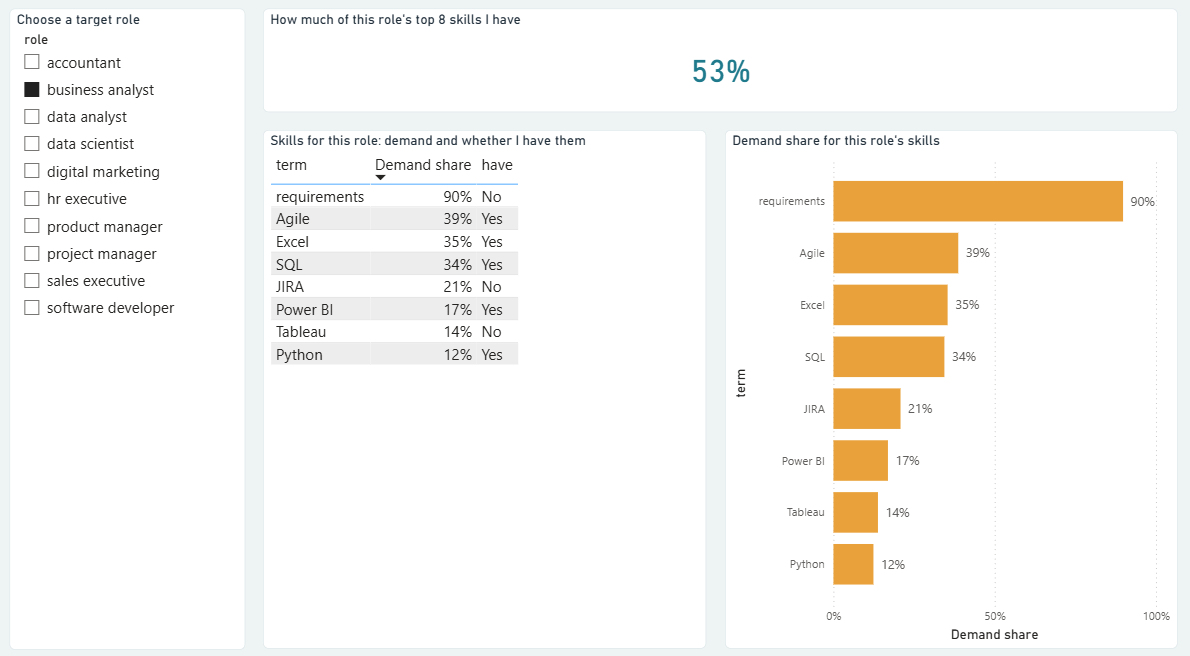 Choose a target role
role
accountant
business analyst
data analyst
data scientist
digital marketing
hr executive
product manager
project manager
sales executive
software developer
How much of this role's top 8 skills I have
53%
Skills for this role: demand and whether I have them
term Demand share have
requirements 90% No
Agile 39% Yes
Excel 35% Yes
SQL 34% Yes
JIRA 21% No
Power BI 17% Yes
Tableau 14% No
Python 12% Yes
Demand share for this role's skills
term
requirements 90%
Agile 39%
Excel 35%
SQL 34%
JIRA 21%
Power BI 17%
Tableau 14%
Python 12%
0% 50% 100%
Demand share